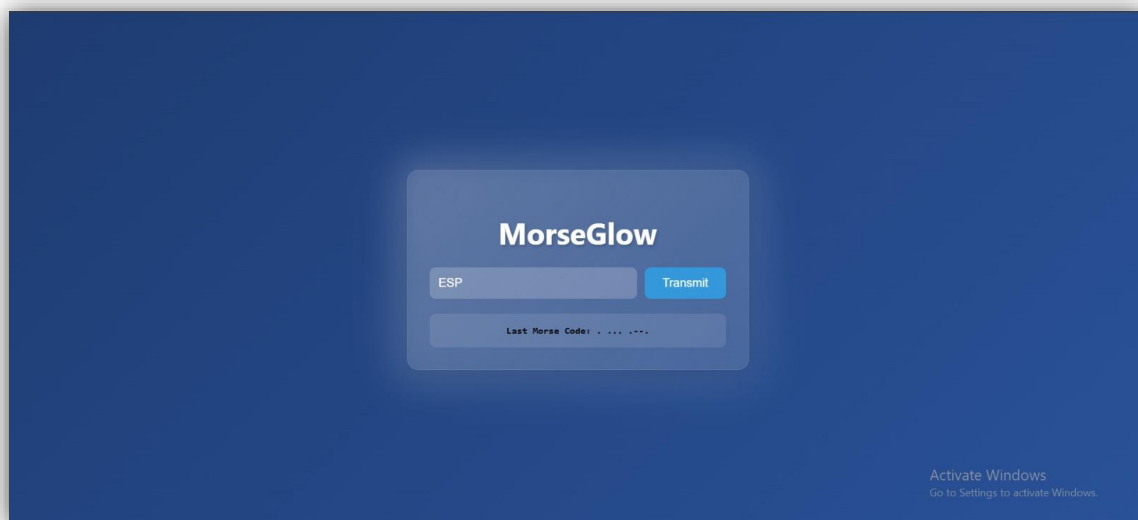 MorseGlow
ESP Transmit
Last Morse Code: . ... .--.
Activate Windows
Go to Settings to activate Windows.